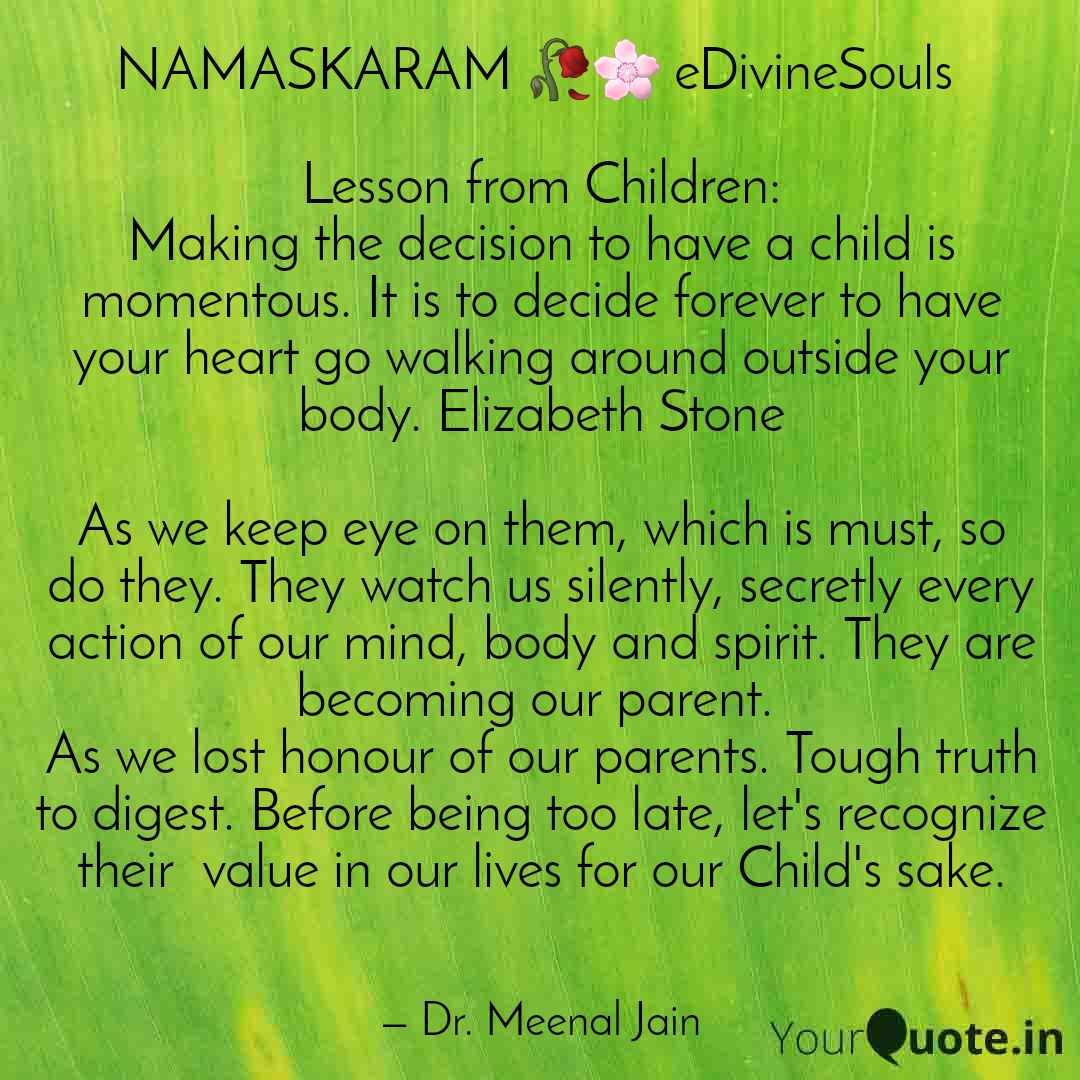 NAMASKARAM 🥀🌸 eDivineSouls
Lesson from Children:
Making the decision to have a child is
momentous. It is to decide forever to have
your heart go walking around outside your
body. Elizabeth Stone
As we keep eye on them, which is must, so
do they. They watch us silently, secretly every
action of our mind, body and spirit. They are
becoming our parent.
As we lost honour of our parents. Tough truth
to digest. Before being too late, let's recognize
their  value in our lives for our Child's sake.
– Dr. Meenal Jain
YourQuote.in